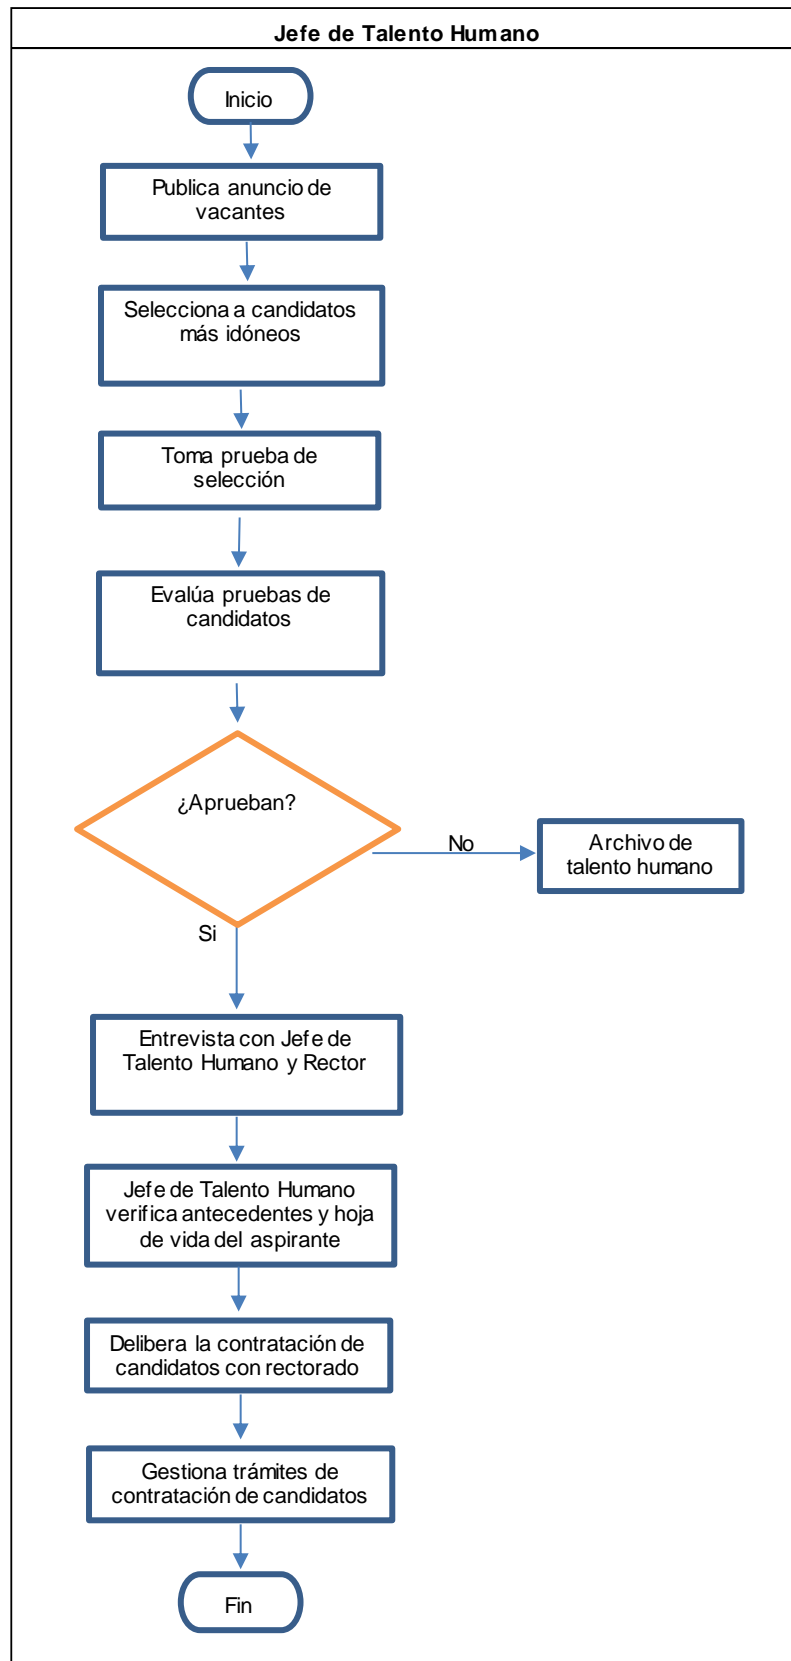 Jefe de Talento Humano
Inicio
Publica anuncio de
vacantes
Selecciona a candidatos
más idóneos
Toma prueba de
selección
Evalúa pruebas de
candidatos
¿Aprueban?
No
Archivo de
talento humano
Si
Entrevista con Jefe de
Talento Humano y Rector
Jefe de Talento Humano
verifica antecedentes y hoja
de vida del aspirante
Delibera la contratación de
candidatos con rectorado
Gestiona trámites de
contratación de candidatos
Fin